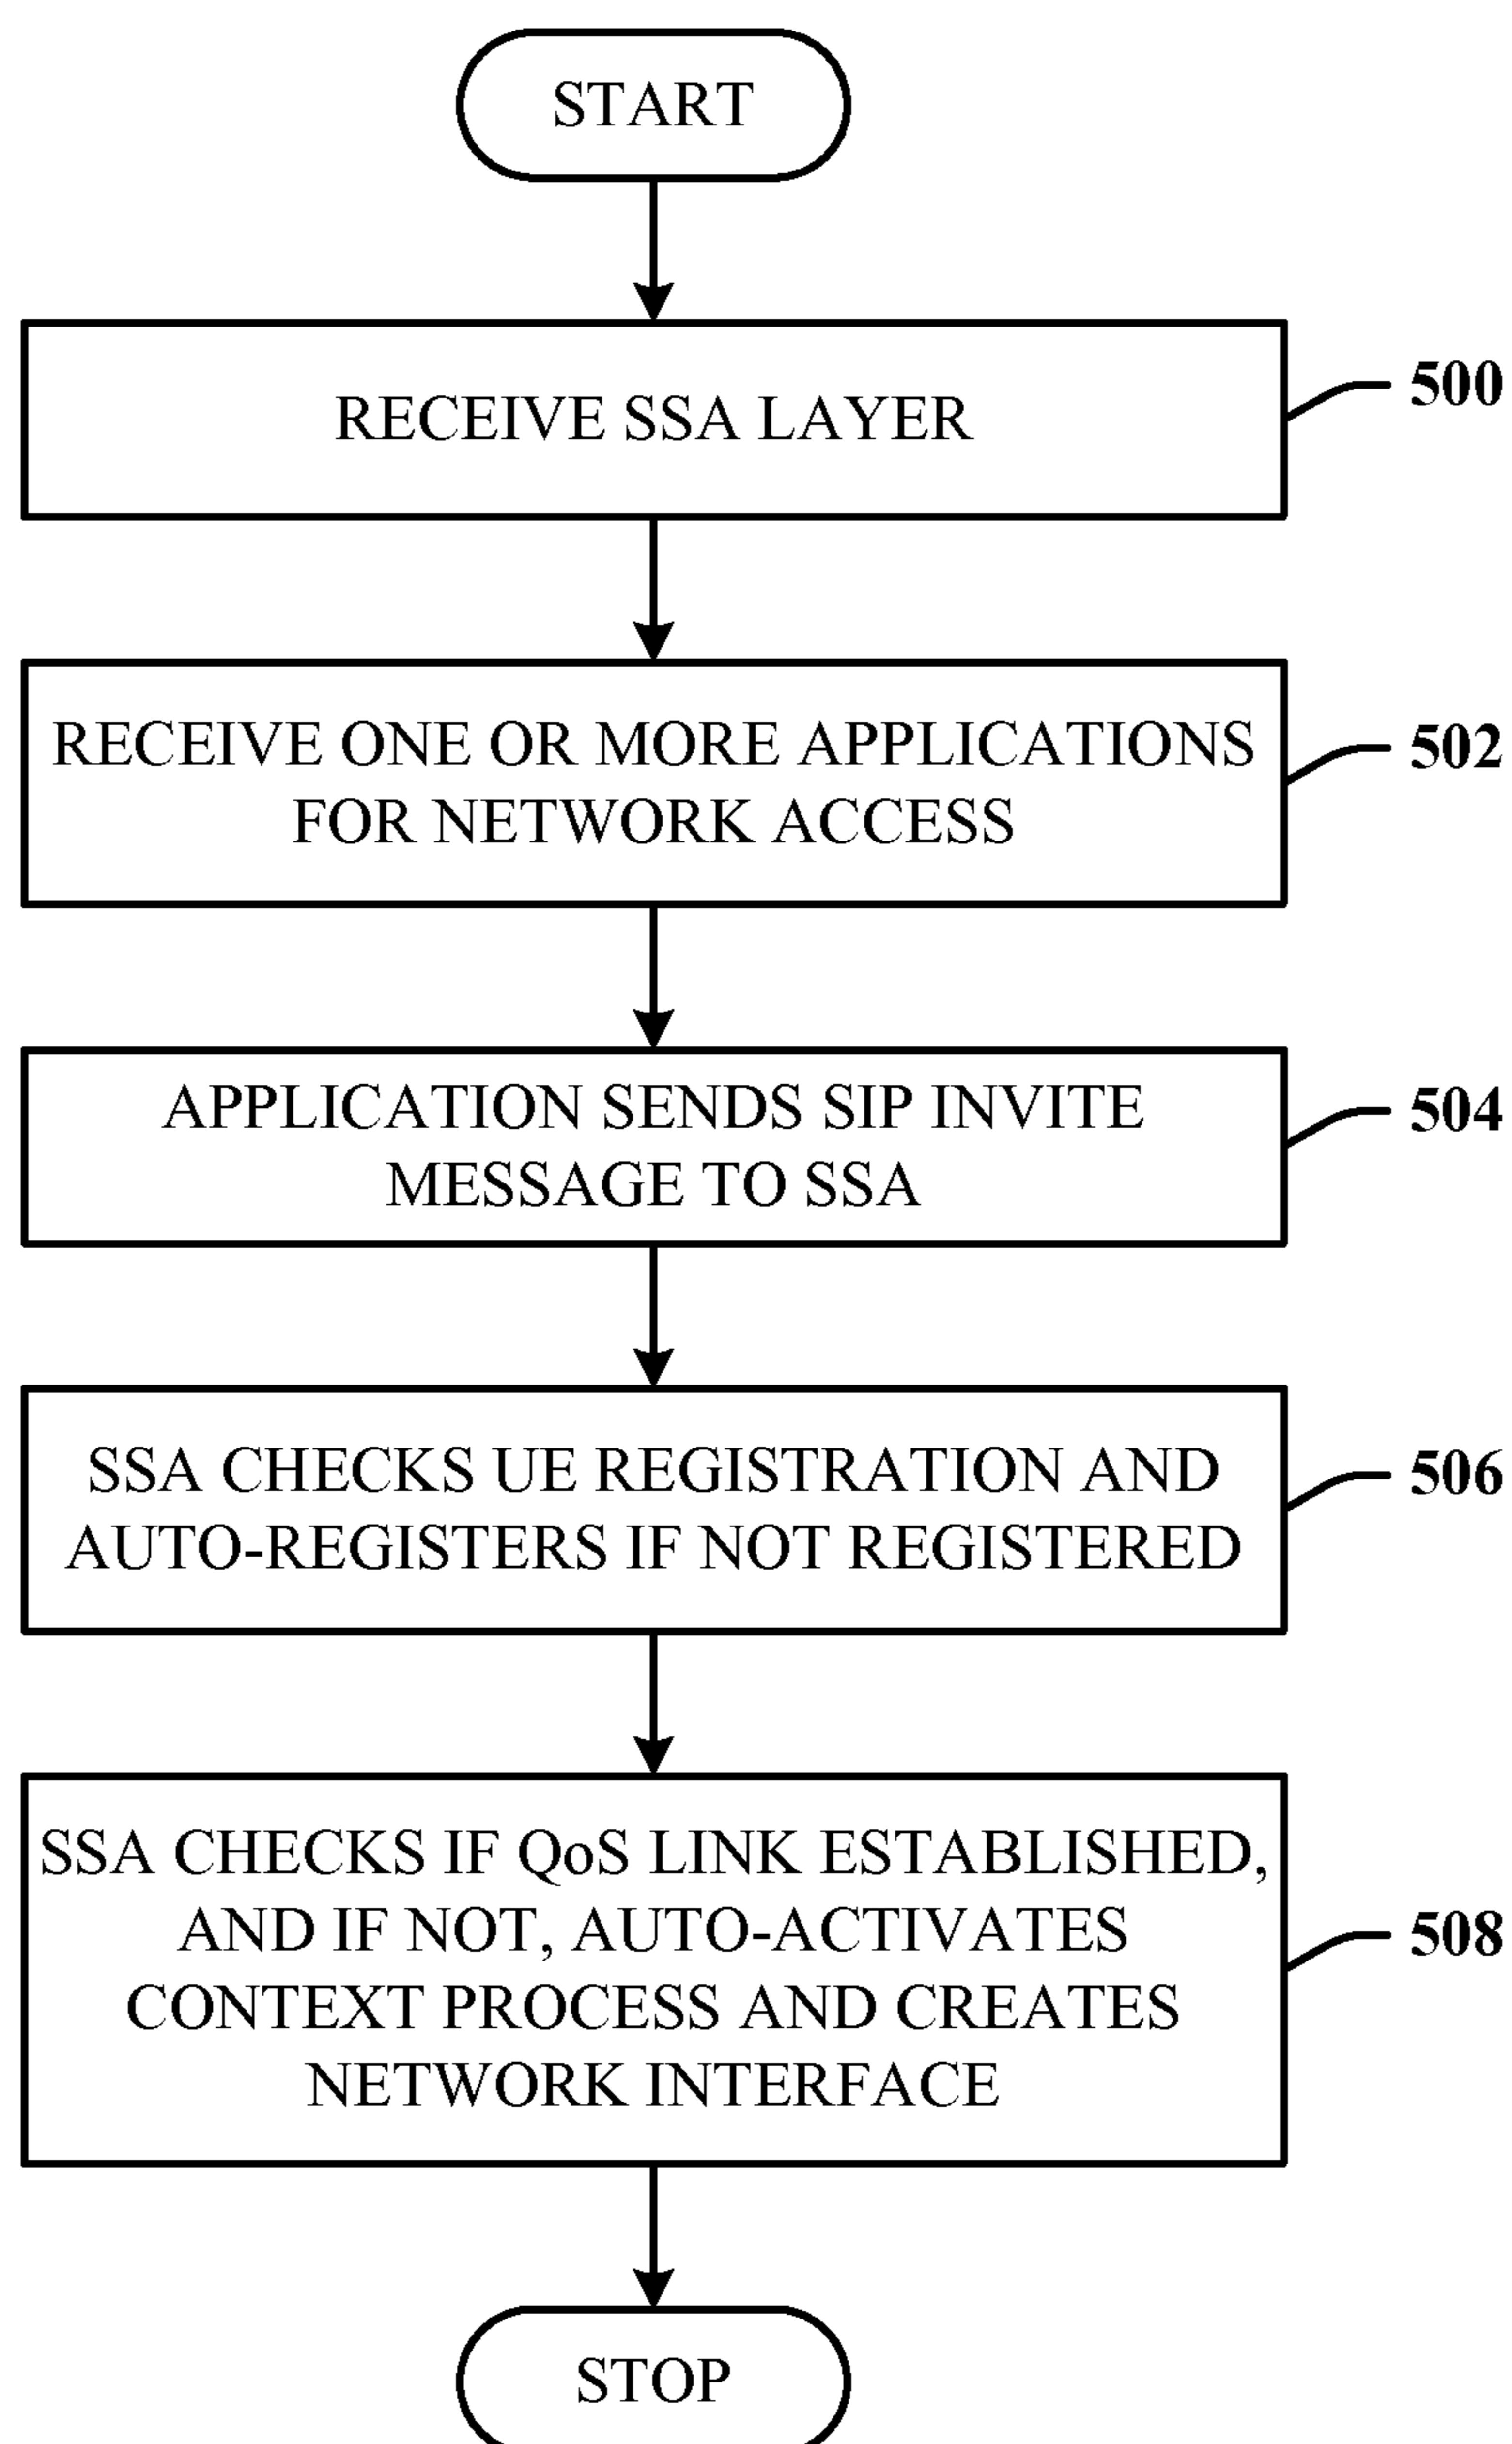 START
RECEIVE SSA LAYER
500
RECEIVE ONE OR MORE APPLICATIONS
FOR NETWORK ACCESS
502
APPLICATION SENDS SIP INVITE
MESSAGE TO SSA
504
SSA CHECKS UE REGISTRATION AND
AUTO-REGISTERS IF NOT REGISTERED
506
SSA CHECKS IF QoS LINK ESTABLISHED,
AND IF NOT, AUTO-ACTIVATES
CONTEXT PROCESS AND CREATES
NETWORK INTERFACE
508
STOP